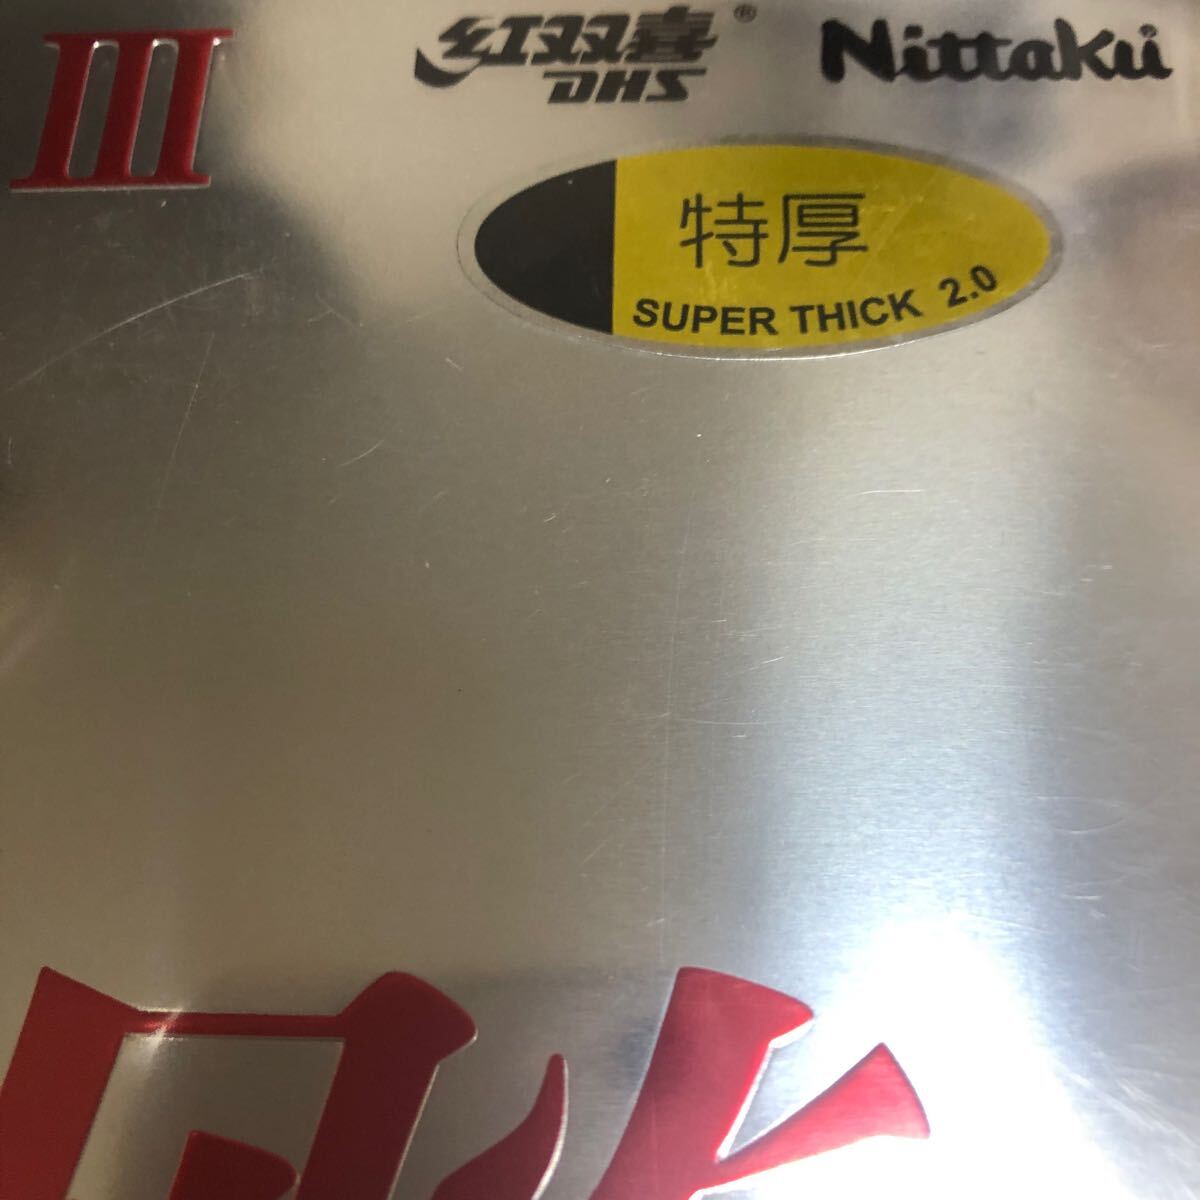 III
红双喜®
DHS
Nittaku
特厚
SUPER THICK 2.0